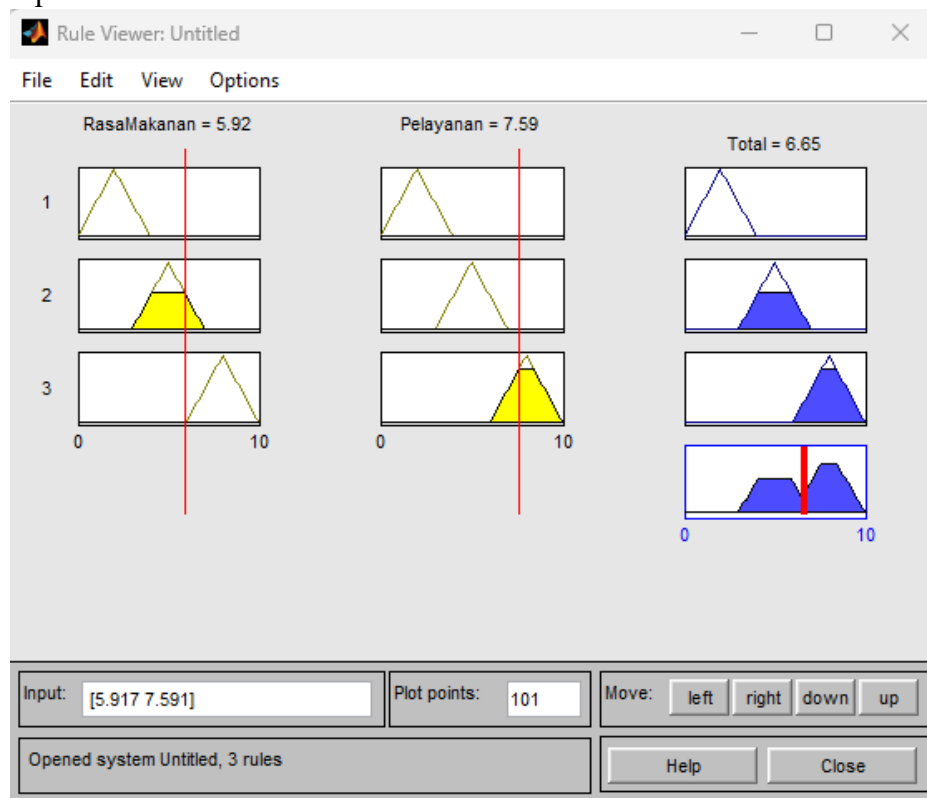 Rule Viewer: Untitled
File Edit View Options
RasaMakanan = 5.92
Pelayanan = 7.59
Total = 6.65
1
2
3
0 10
0 10
0 10
Input: [5.917 7.591]
Plot points: 101
Move: left right down up
Opened system Untitled, 3 rules
Help Close